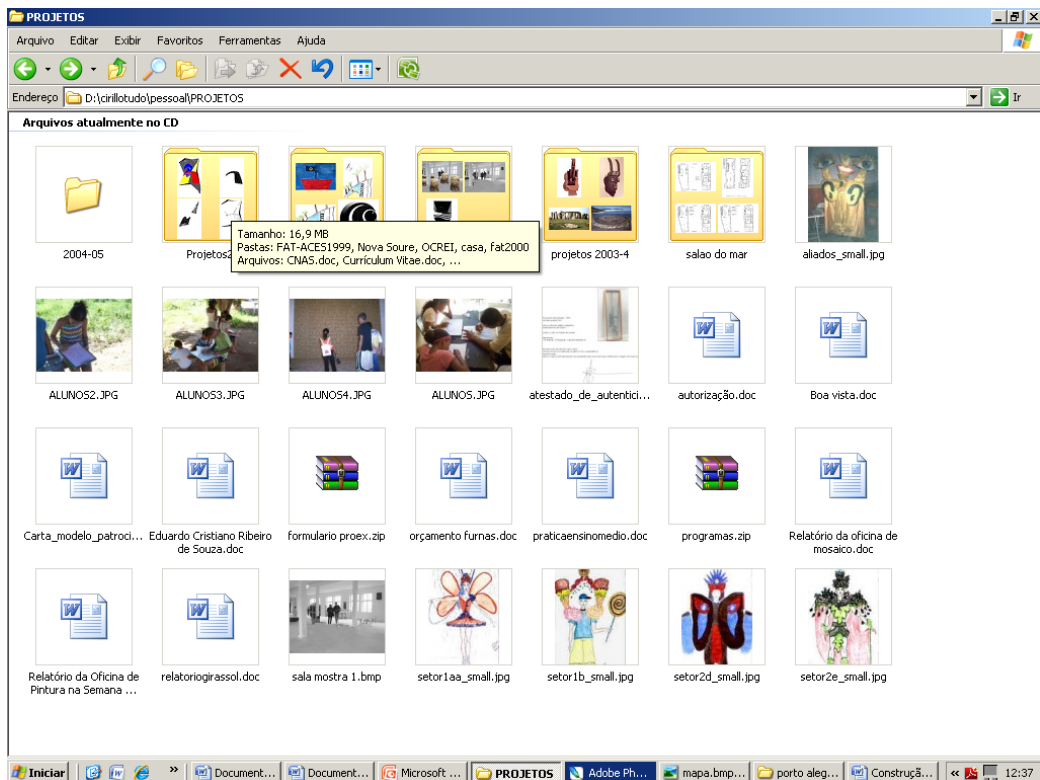 PROJETOS
Arquivo Editar Exibir Favoritos Ferramentas Ajuda
Endereço D:\cirillotudo\pessoal\PROJETOS Ir
Arquivos atualmente no CD
2004-05
projetos 2003-4
salao do mar
aliados_small.jpg
Tamanho: 16,9 MB
Pastas: FAT-ACES1999, Nova Soure, OCREI, casa, fat2000
Arquivos: CNAS.doc, Currículum Vitae.doc, ...
ALUNOS2.JPG
ALUNOS3.JPG
ALUNOS4.JPG
ALUNOS.JPG
atestado_de_autentici...
autorização.doc
Boa vista.doc
Carta_modelo_patroci...
Eduardo Cristiano Ribeiro
de Souza.doc
formulario proex.zip
orçamento furnas.doc
praticaensinomedio.doc
programas.zip
Relatório da oficina de
mosaico.doc
Relatório da Oficina de
Pintura na Semana ...
relatoriogirassol.doc
sala mostra 1.bmp
setor1aa_small.jpg
setor1b_small.jpg
setor2d_small.jpg
setor2e_small.jpg
Iniciar » Document... Document... Microsoft ... PROJETOS Adobe Ph... mapa.bmp... porto aleg... Construçã... « 12:37